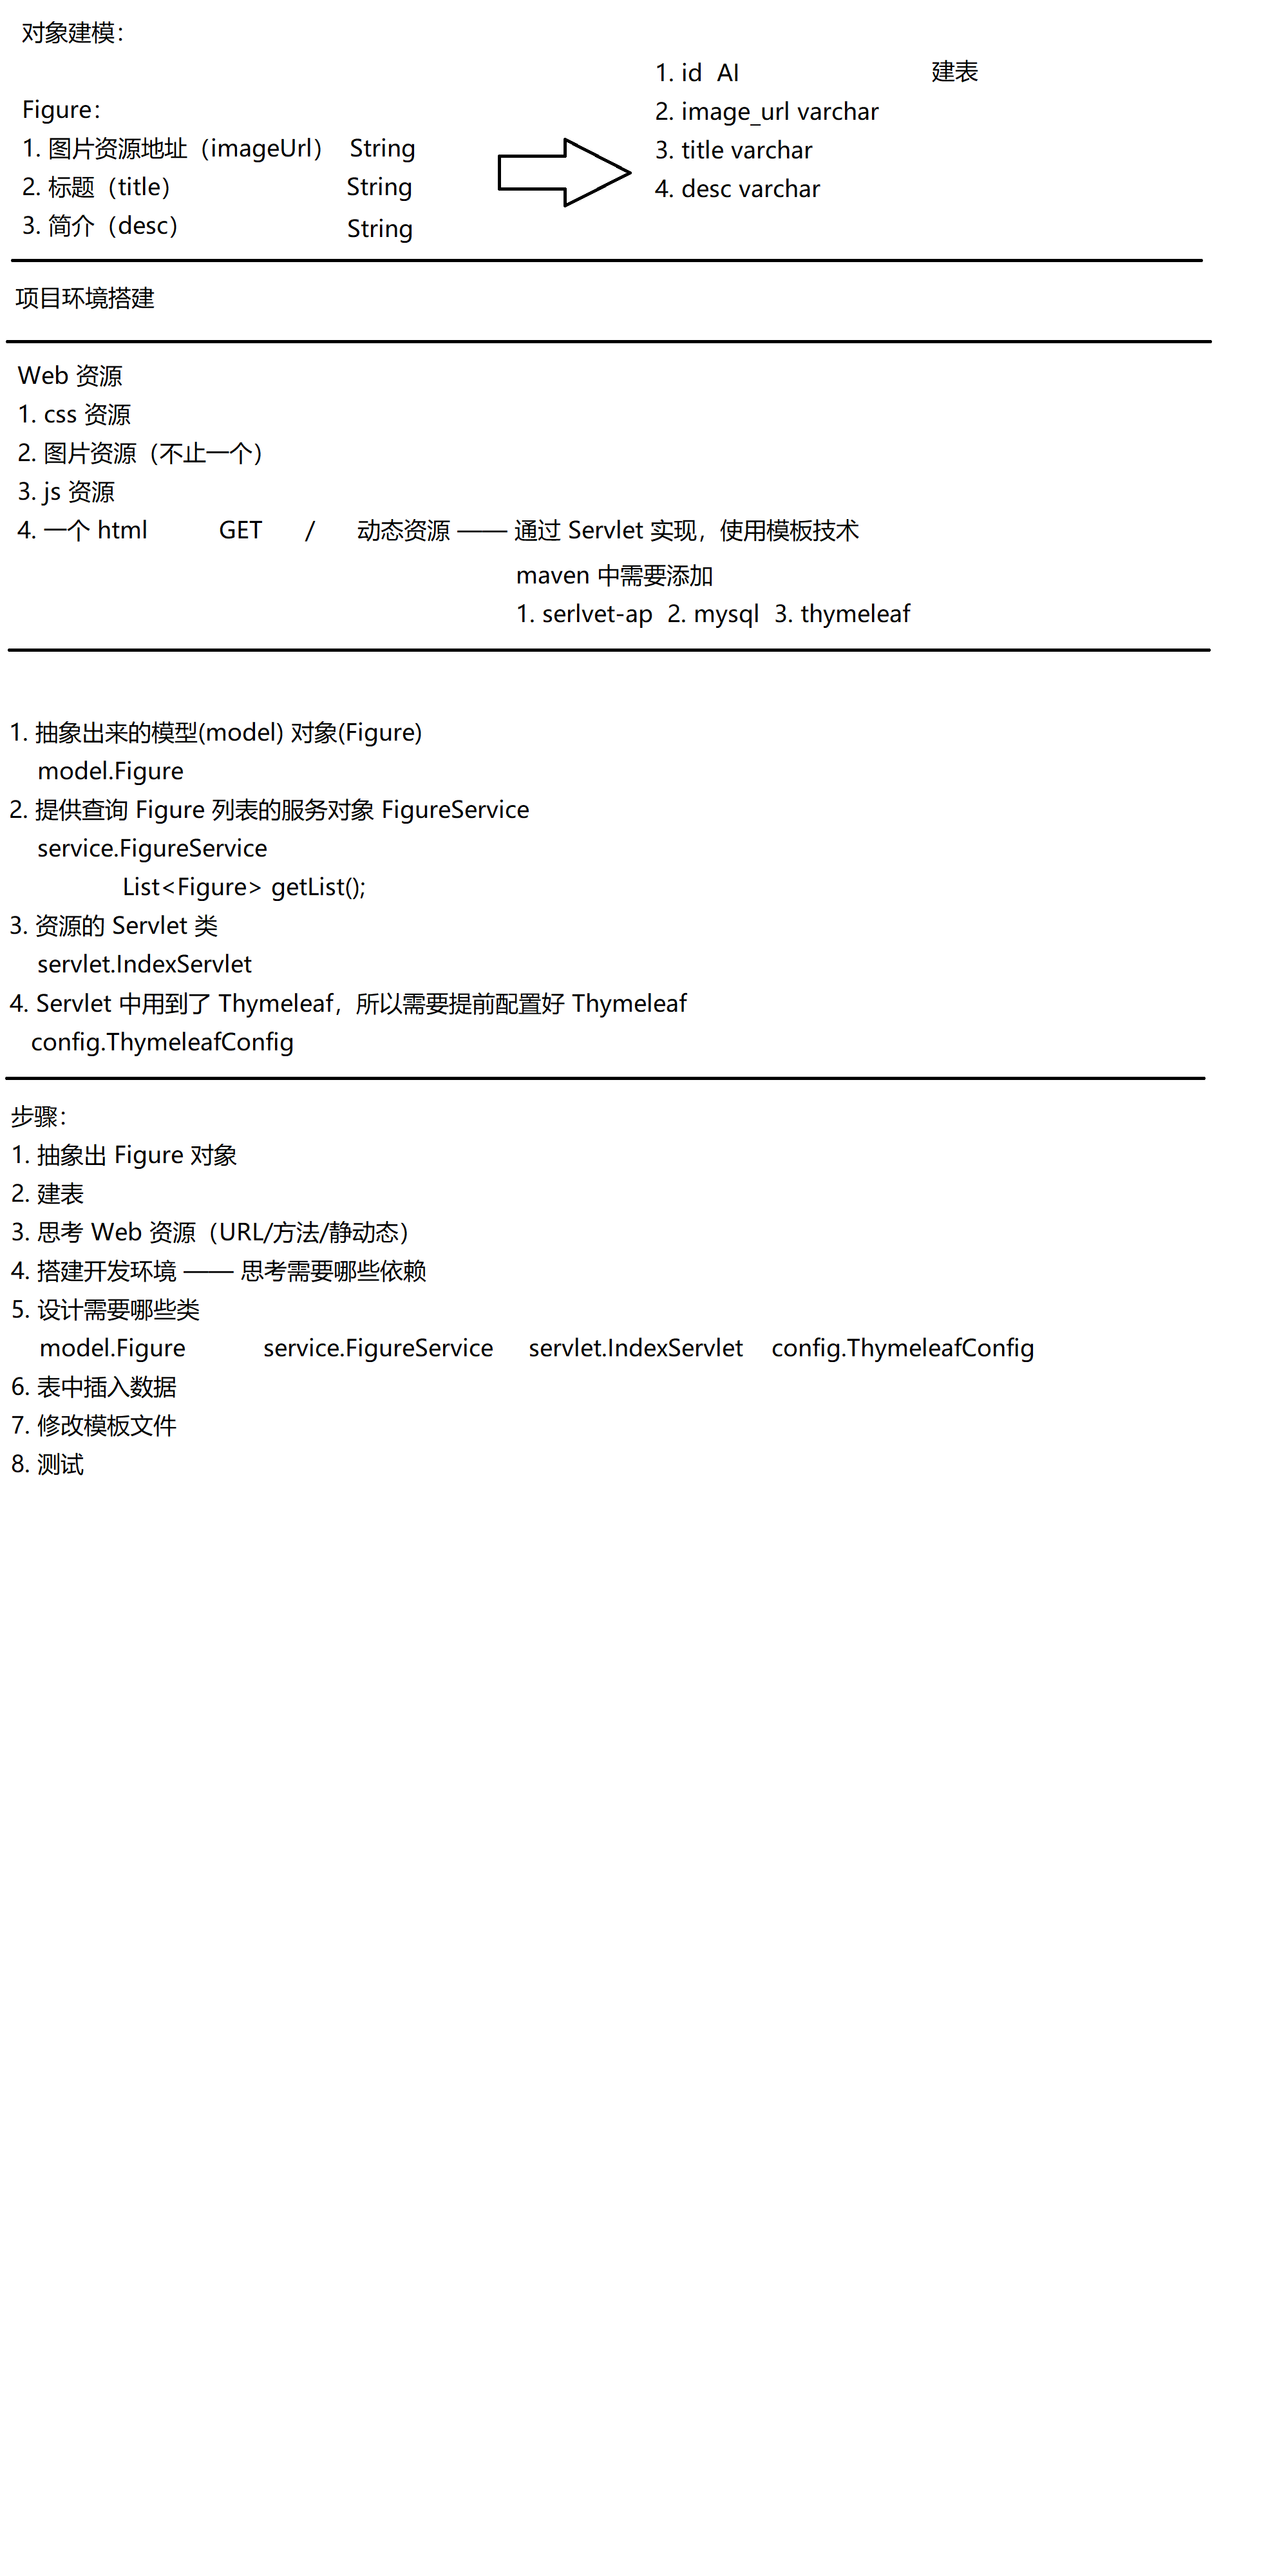 对象建模：
Figure：
1. 图片资源地址（imageUrl） String
2. 标题（title） String
3. 简介（desc） String
1. id AI 建表
2. image_url varchar
3. title varchar
4. desc varchar
项目环境搭建
Web 资源
1. css 资源
2. 图片资源（不止一个）
3. js 资源
4. 一个 html GET / 动态资源 —— 通过 Servlet 实现，使用模板技术
maven 中需要添加
1. serlvet-ap 2. mysql 3. thymeleaf
1. 抽象出来的模型(model) 对象(Figure)
model.Figure
2. 提供查询 Figure 列表的服务对象 FigureService
service.FigureService
List<Figure> getList();
3. 资源的 Servlet 类
servlet.IndexServlet
4. Servlet 中用到了 Thymeleaf，所以需要提前配置好 Thymeleaf
config.ThymeleafConfig
步骤：
1. 抽象出 Figure 对象
2. 建表
3. 思考 Web 资源（URL/方法/静动态）
4. 搭建开发环境 —— 思考需要哪些依赖
5. 设计需要哪些类
model.Figure service.FigureService servlet.IndexServlet config.ThymeleafConfig
6. 表中插入数据
7. 修改模板文件
8. 测试